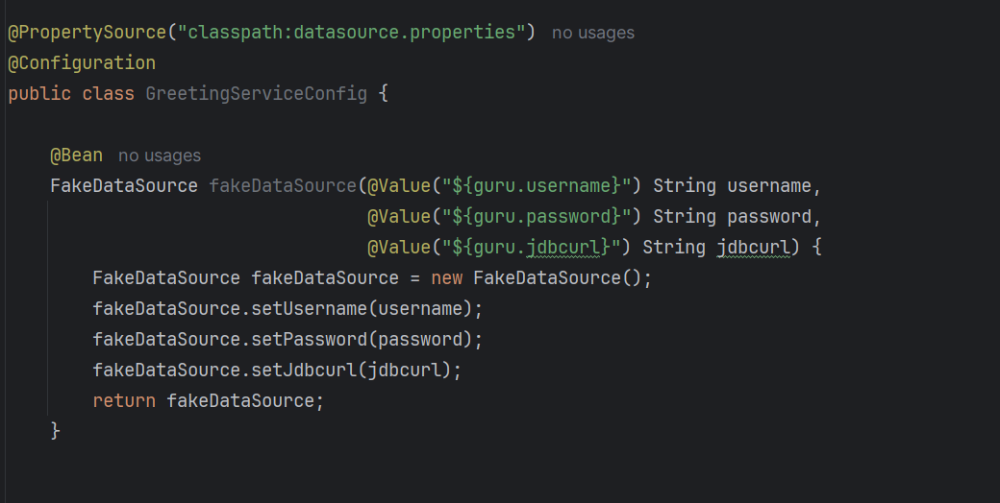 @PropertySource("classpath:datasource.properties") no usages
@Configuration
public class GreetingServiceConfig {
@Bean no usages
FakeDataSource fakeDataSource(@Value("${guru.username}") String username,
@Value("${guru.password}") String password,
@Value("${guru.jdbcurl}") String jdbcurl) {
FakeDataSource fakeDataSource = new FakeDataSource();
fakeDataSource.setUsername(username);
fakeDataSource.setPassword(password);
fakeDataSource.setJdbcurl(jdbcurl);
return fakeDataSource;
}